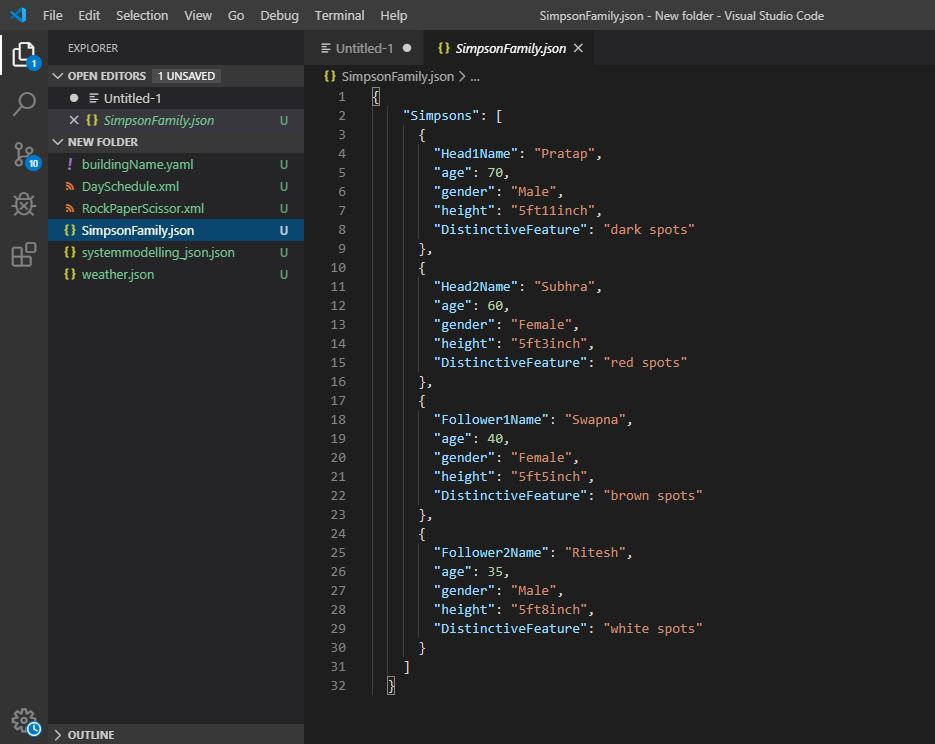 File Edit Selection View Go Debug Terminal Help SimpsonFamily.json - New folder - Visual Studio Code
EXPLORER
OPEN EDITORS 1 UNSAVED
Untitled-1
SimpsonFamily.json U
NEW FOLDER
buildingName.yaml U
DaySchedule.xml U
RockPaperScissor.xml U
SimpsonFamily.json U
systemmodelling_json.json U
weather.json U
OUTLINE
1
10
Untitled-1 {} SimpsonFamily.json
{} SimpsonFamily.json > ...
1 {
2 "Simpsons": [
3 {
4 "Head1Name": "Pratap",
5 "age": 70,
6 "gender": "Male",
7 "height": "5ft11inch",
8 "DistinctiveFeature": "dark spots"
9 },
10 {
11 "Head2Name": "Subhra",
12 "age": 60,
13 "gender": "Female",
14 "height": "5ft3inch",
15 "DistinctiveFeature": "red spots"
16 },
17 {
18 "Follower1Name": "Swapna",
19 "age": 40,
20 "gender": "Female",
21 "height": "5ft5inch",
22 "DistinctiveFeature": "brown spots"
23 },
24 {
25 "Follower2Name": "Ritesh",
26 "age": 35,
27 "gender": "Male",
28 "height": "5ft8inch",
29 "DistinctiveFeature": "white spots"
30 }
31 ]
32 }